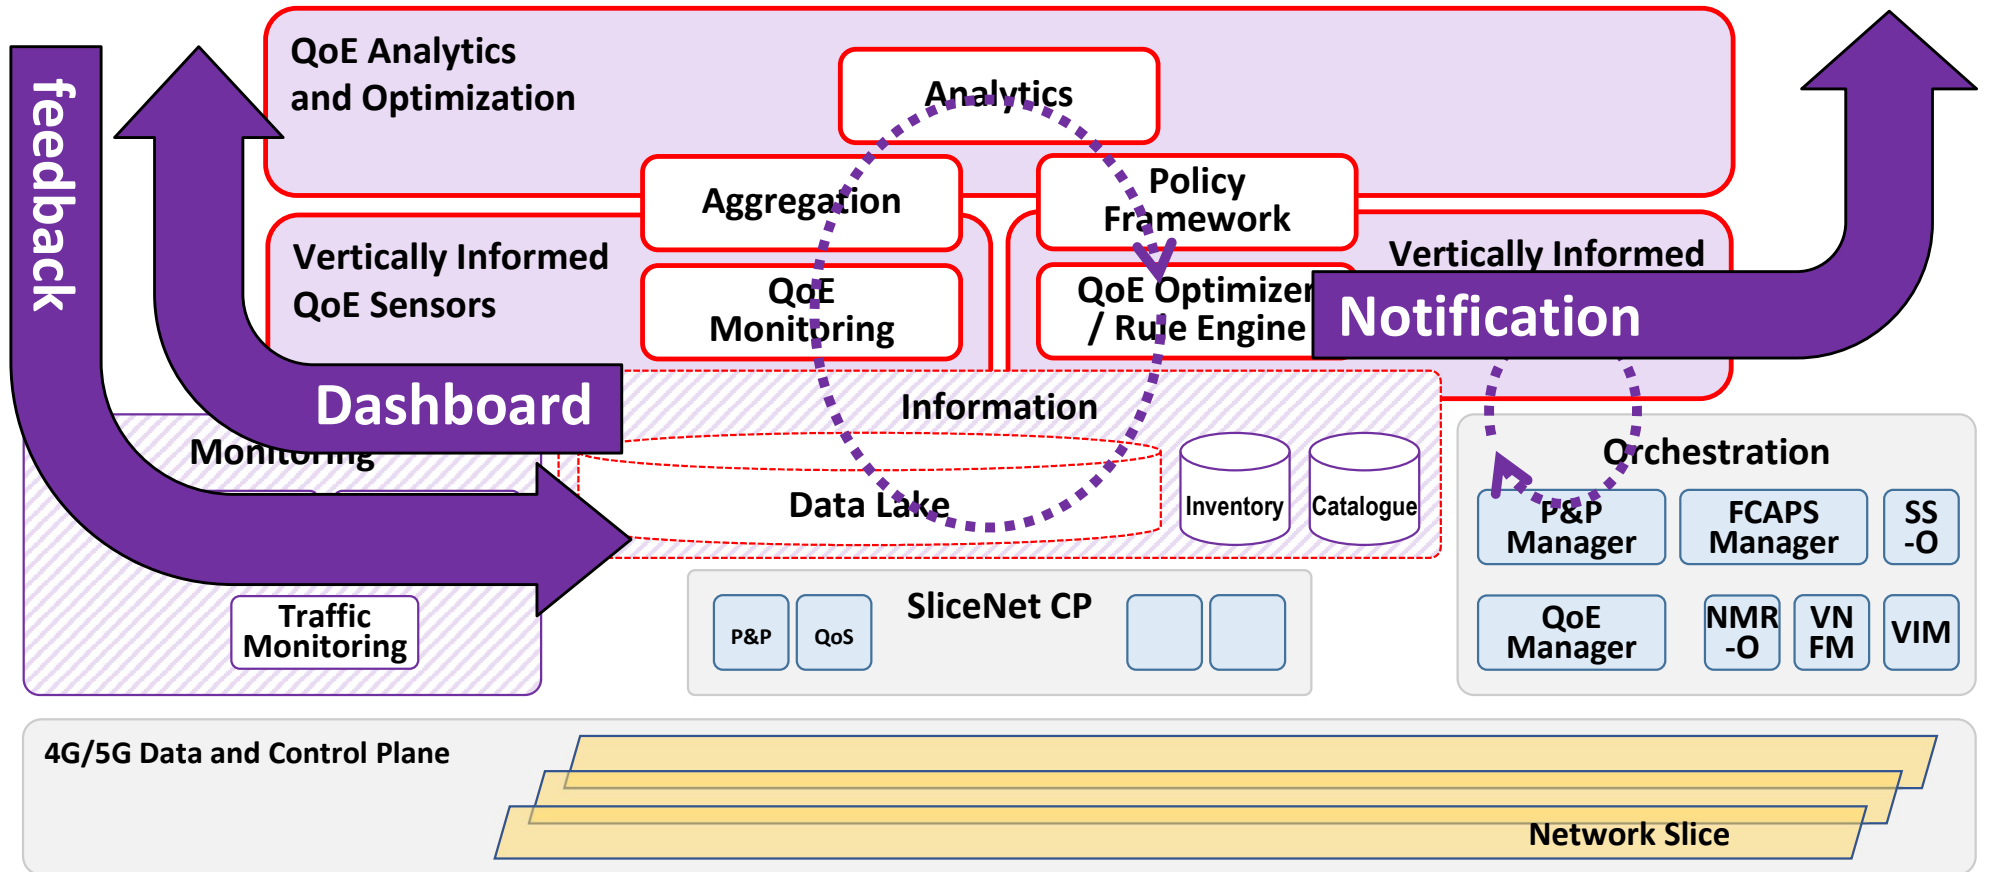 feedback
QoE Analytics
and Optimization
Analytics
Aggregation
Policy
Framework
Vertically Informed
QoE Sensors
QoE
Monitoring
QoE Optimizer
/ Rule Engine
Vertically Informed
Notification
Dashboard
Information
Monitoring
Data Lake
Inventory
Catalogue
Orchestration
P&P
Manager
FCAPS
Manager
SS
-O
QoE
Manager
NMR
-O
VN
FM
VIM
Traffic
Monitoring
SliceNet CP
P&P
QoS
4G/5G Data and Control Plane
Network Slice